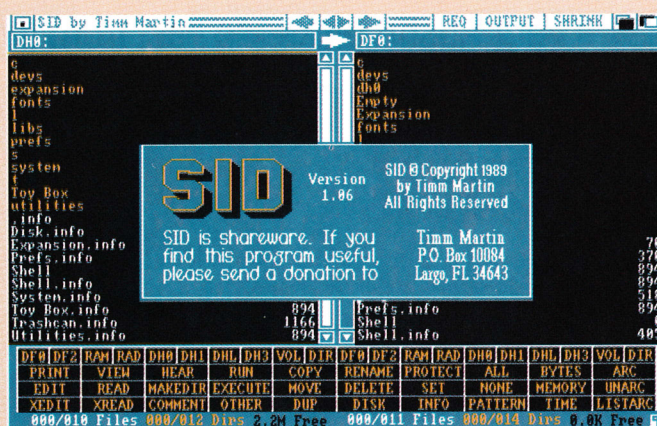 SID by Timm Martin REQ OUTPUT SHRINK
DH0: DF0:
c
devs
expansion
fonts
l
libs
prefs
s
system
t
Toy Box
utilities
.info
Disk.info
Expansion.info
Prefs.info
Shell
Shell.info
System.info
Toy Box.info 894
Trashcan.info 1166
Utilities.info 894
c
devs
dh0
Empty
Expansion
fonts
l
SID
Version
1.06
SID © Copyright 1989
by Timm Martin
All Rights Reserved
SID is shareware. If you
find this program useful,
please send a donation to
Timm Martin
P.O. Box 10084
Largo, FL 34643
Prefs.info
Shell
Shell.info
DF0 DF2 RAM RAD DH0 DH1 DHL DH3 VOL DIR DF0 DF2 RAM RAD DH0 DH1 DHL DH3 VOL DIR
PRINT VIEW HEAR RUN COPY RENAME PROTECT ALL BYTES ARC
EDIT READ MAKEDIR EXECUTE MOVE DELETE SET NONE MEMORY UNARC
XEDIT XREAD COMMENT OTHER DUP DISK INFO PATTERN TIME LISTARC
000/010 Files 000/012 Dirs 2.2M Free 000/011 Files 000/014 Dirs 0.0K Free